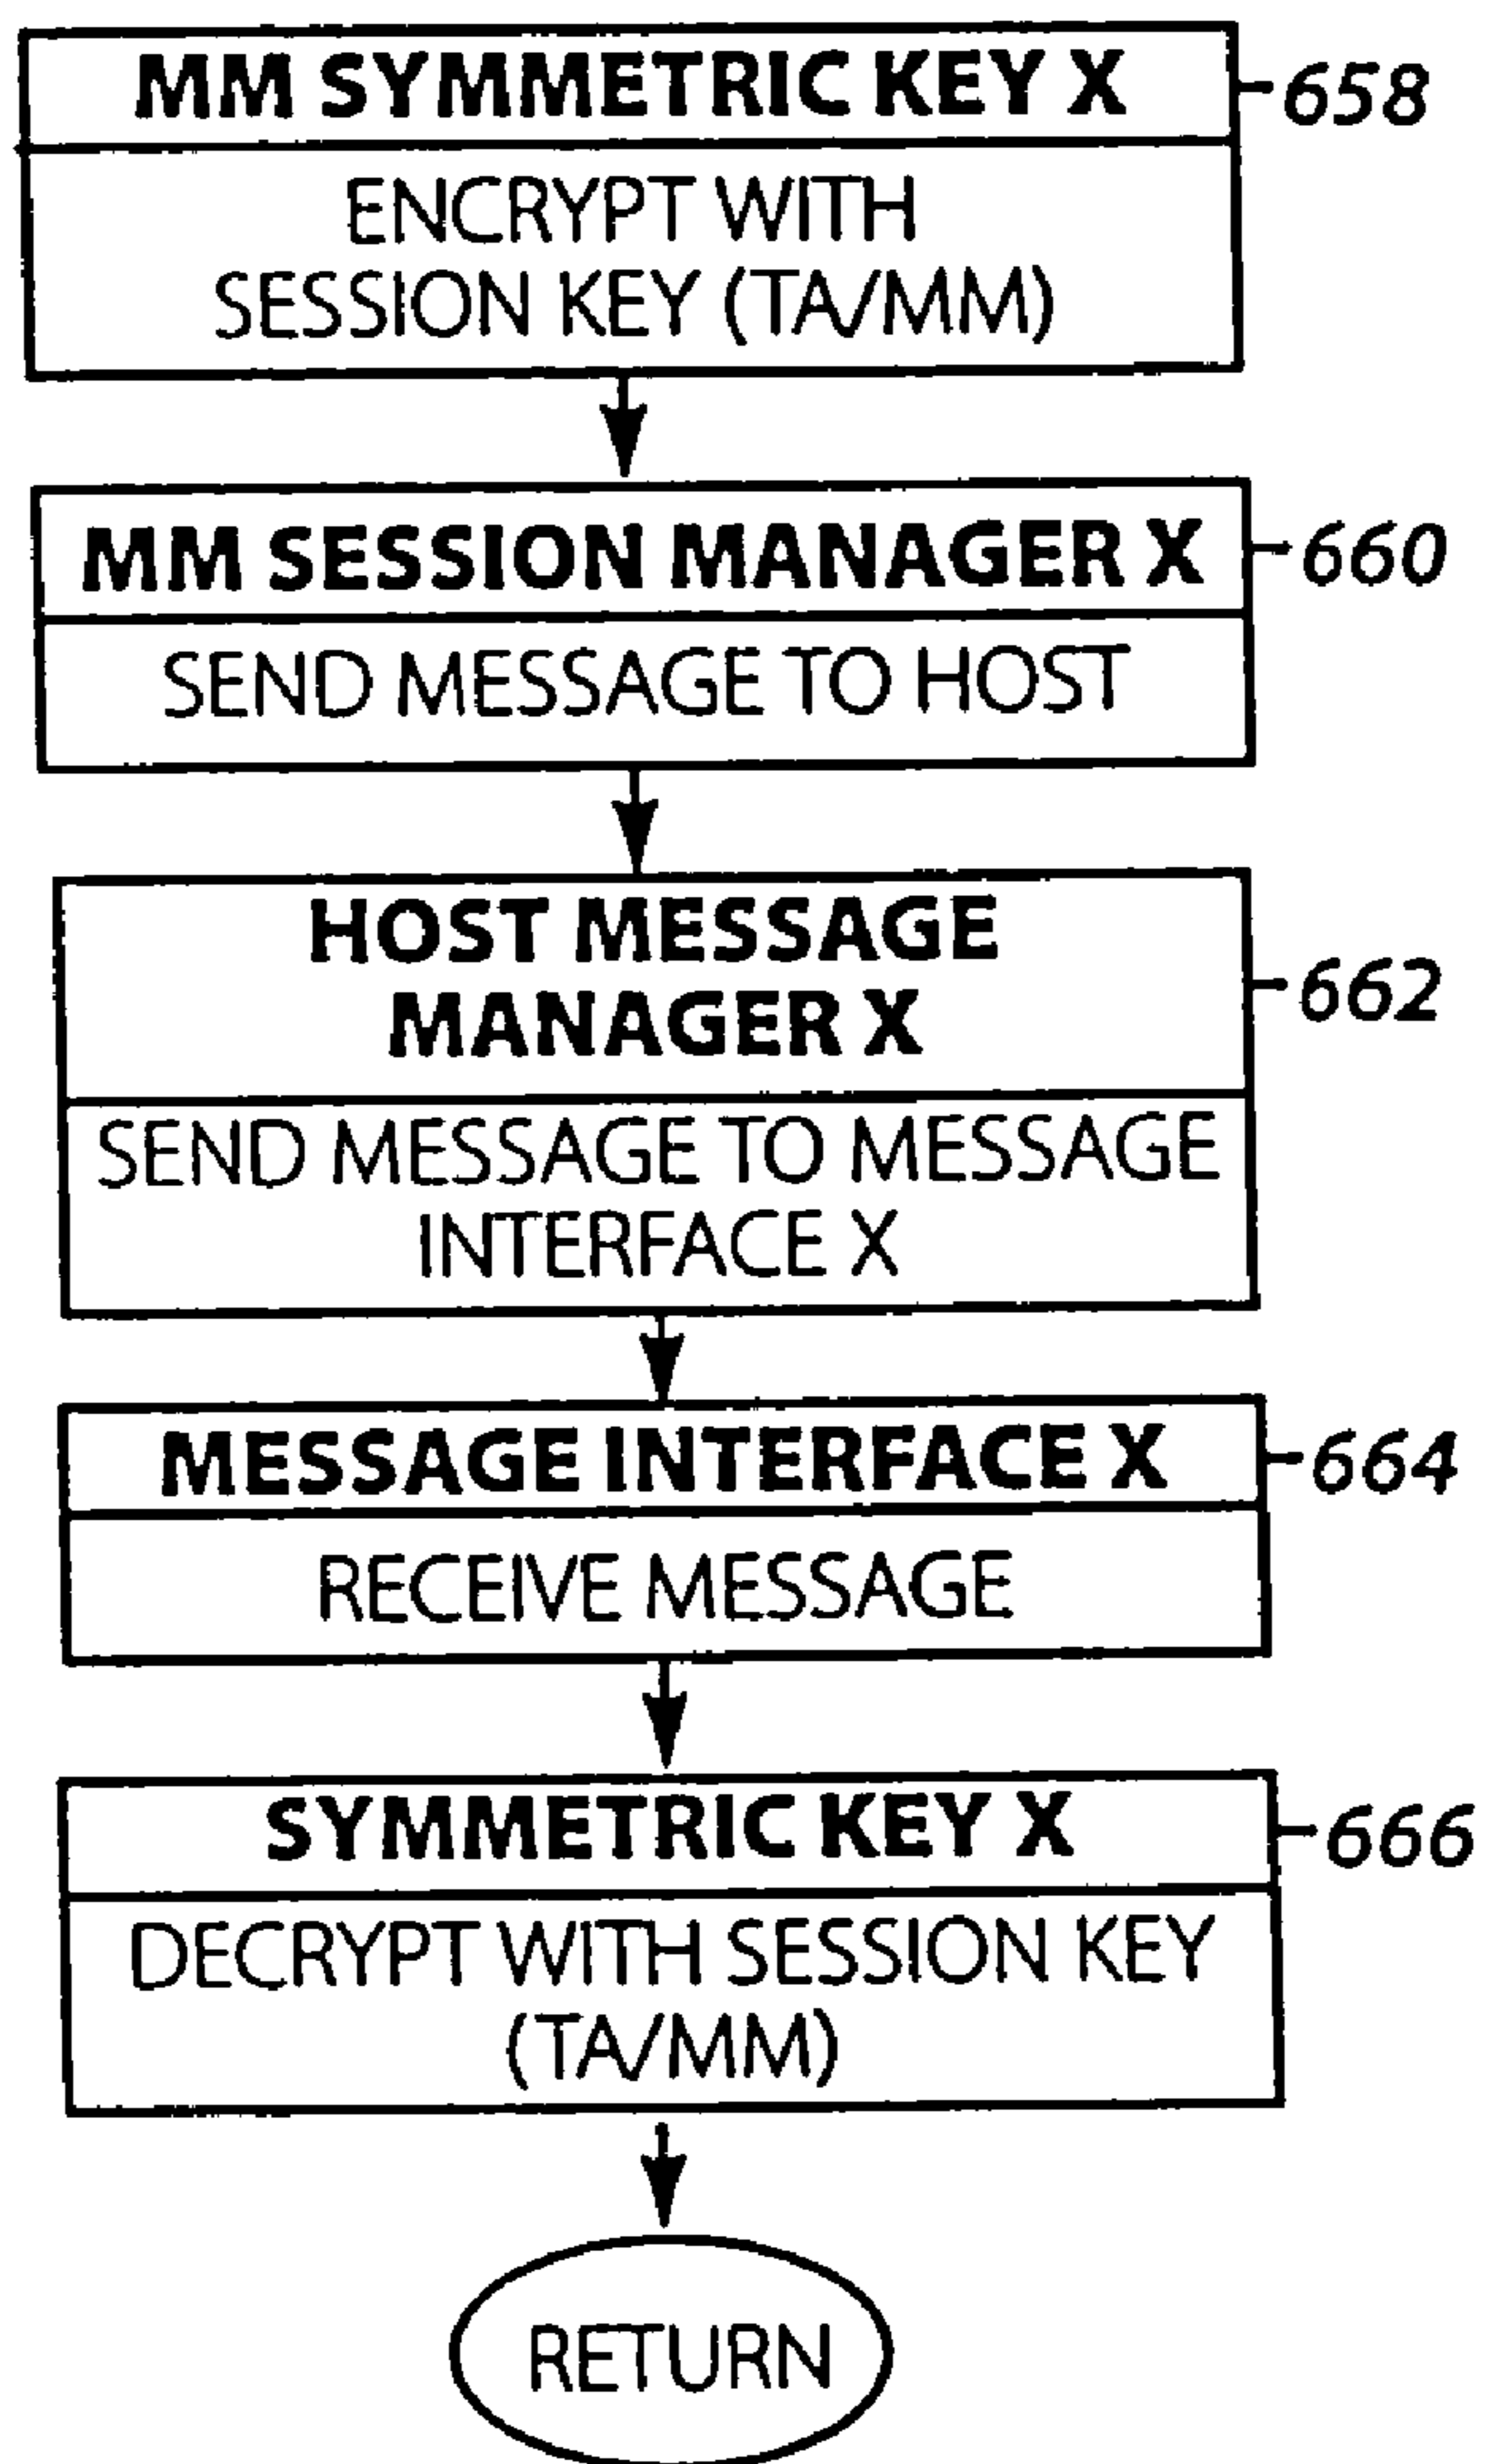 MM SYMMETRIC KEY X
658
ENCRYPT WITH
SESSION KEY (TA/MM)
MM SESSION MANAGER X
660
SEND MESSAGE TO HOST
HOST MESSAGE
MANAGER X
662
SEND MESSAGE TO MESSAGE
INTERFACE X
MESSAGE INTERFACE X
664
RECEIVE MESSAGE
SYMMETRIC KEY X
666
DECRYPT WITH SESSION KEY
(TA/MM)
RETURN